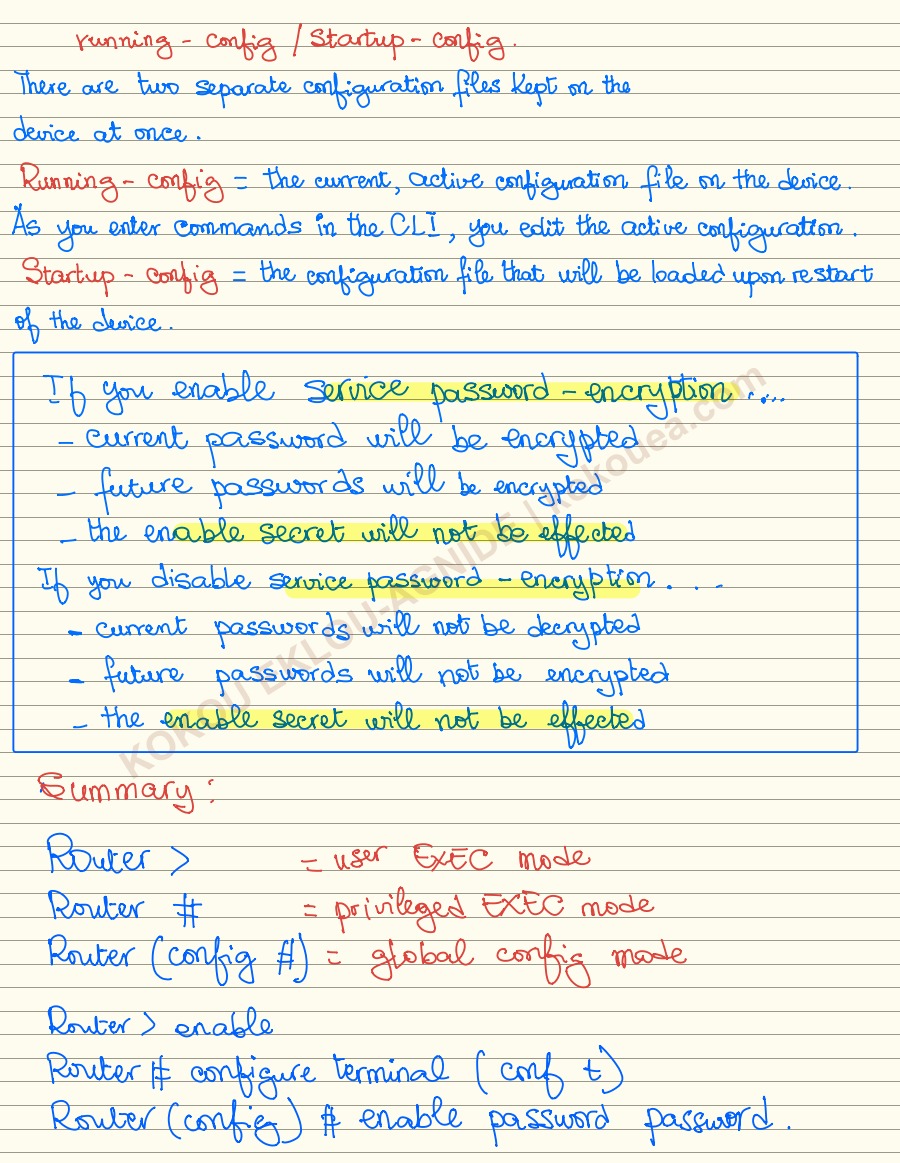 running - config / Startup - config.
There are two separate configuration files kept on the
device at once.
Running - config = the current, active configuration file on the device.
As you enter commands in the CLI, you edit the active configuration.
Startup - config = the configuration file that will be loaded upon restart
of the device.
If you enable service password - encryption ....
- current password will be encrypted
- future passwords will be encrypted
- the enable secret will not be effected
If you disable service password - encryption ....
- current passwords will not be decrypted
- future passwords will not be encrypted
- the enable secret will not be effected
KOKOU EKLOU-AGNIDE | kokouea.com
Summary:
Router > = user EXEC mode
Router # = privileged EXEC mode
Router (config #) = global config mode
Router > enable
Router # configure terminal (conf t)
Router (config) # enable password password.